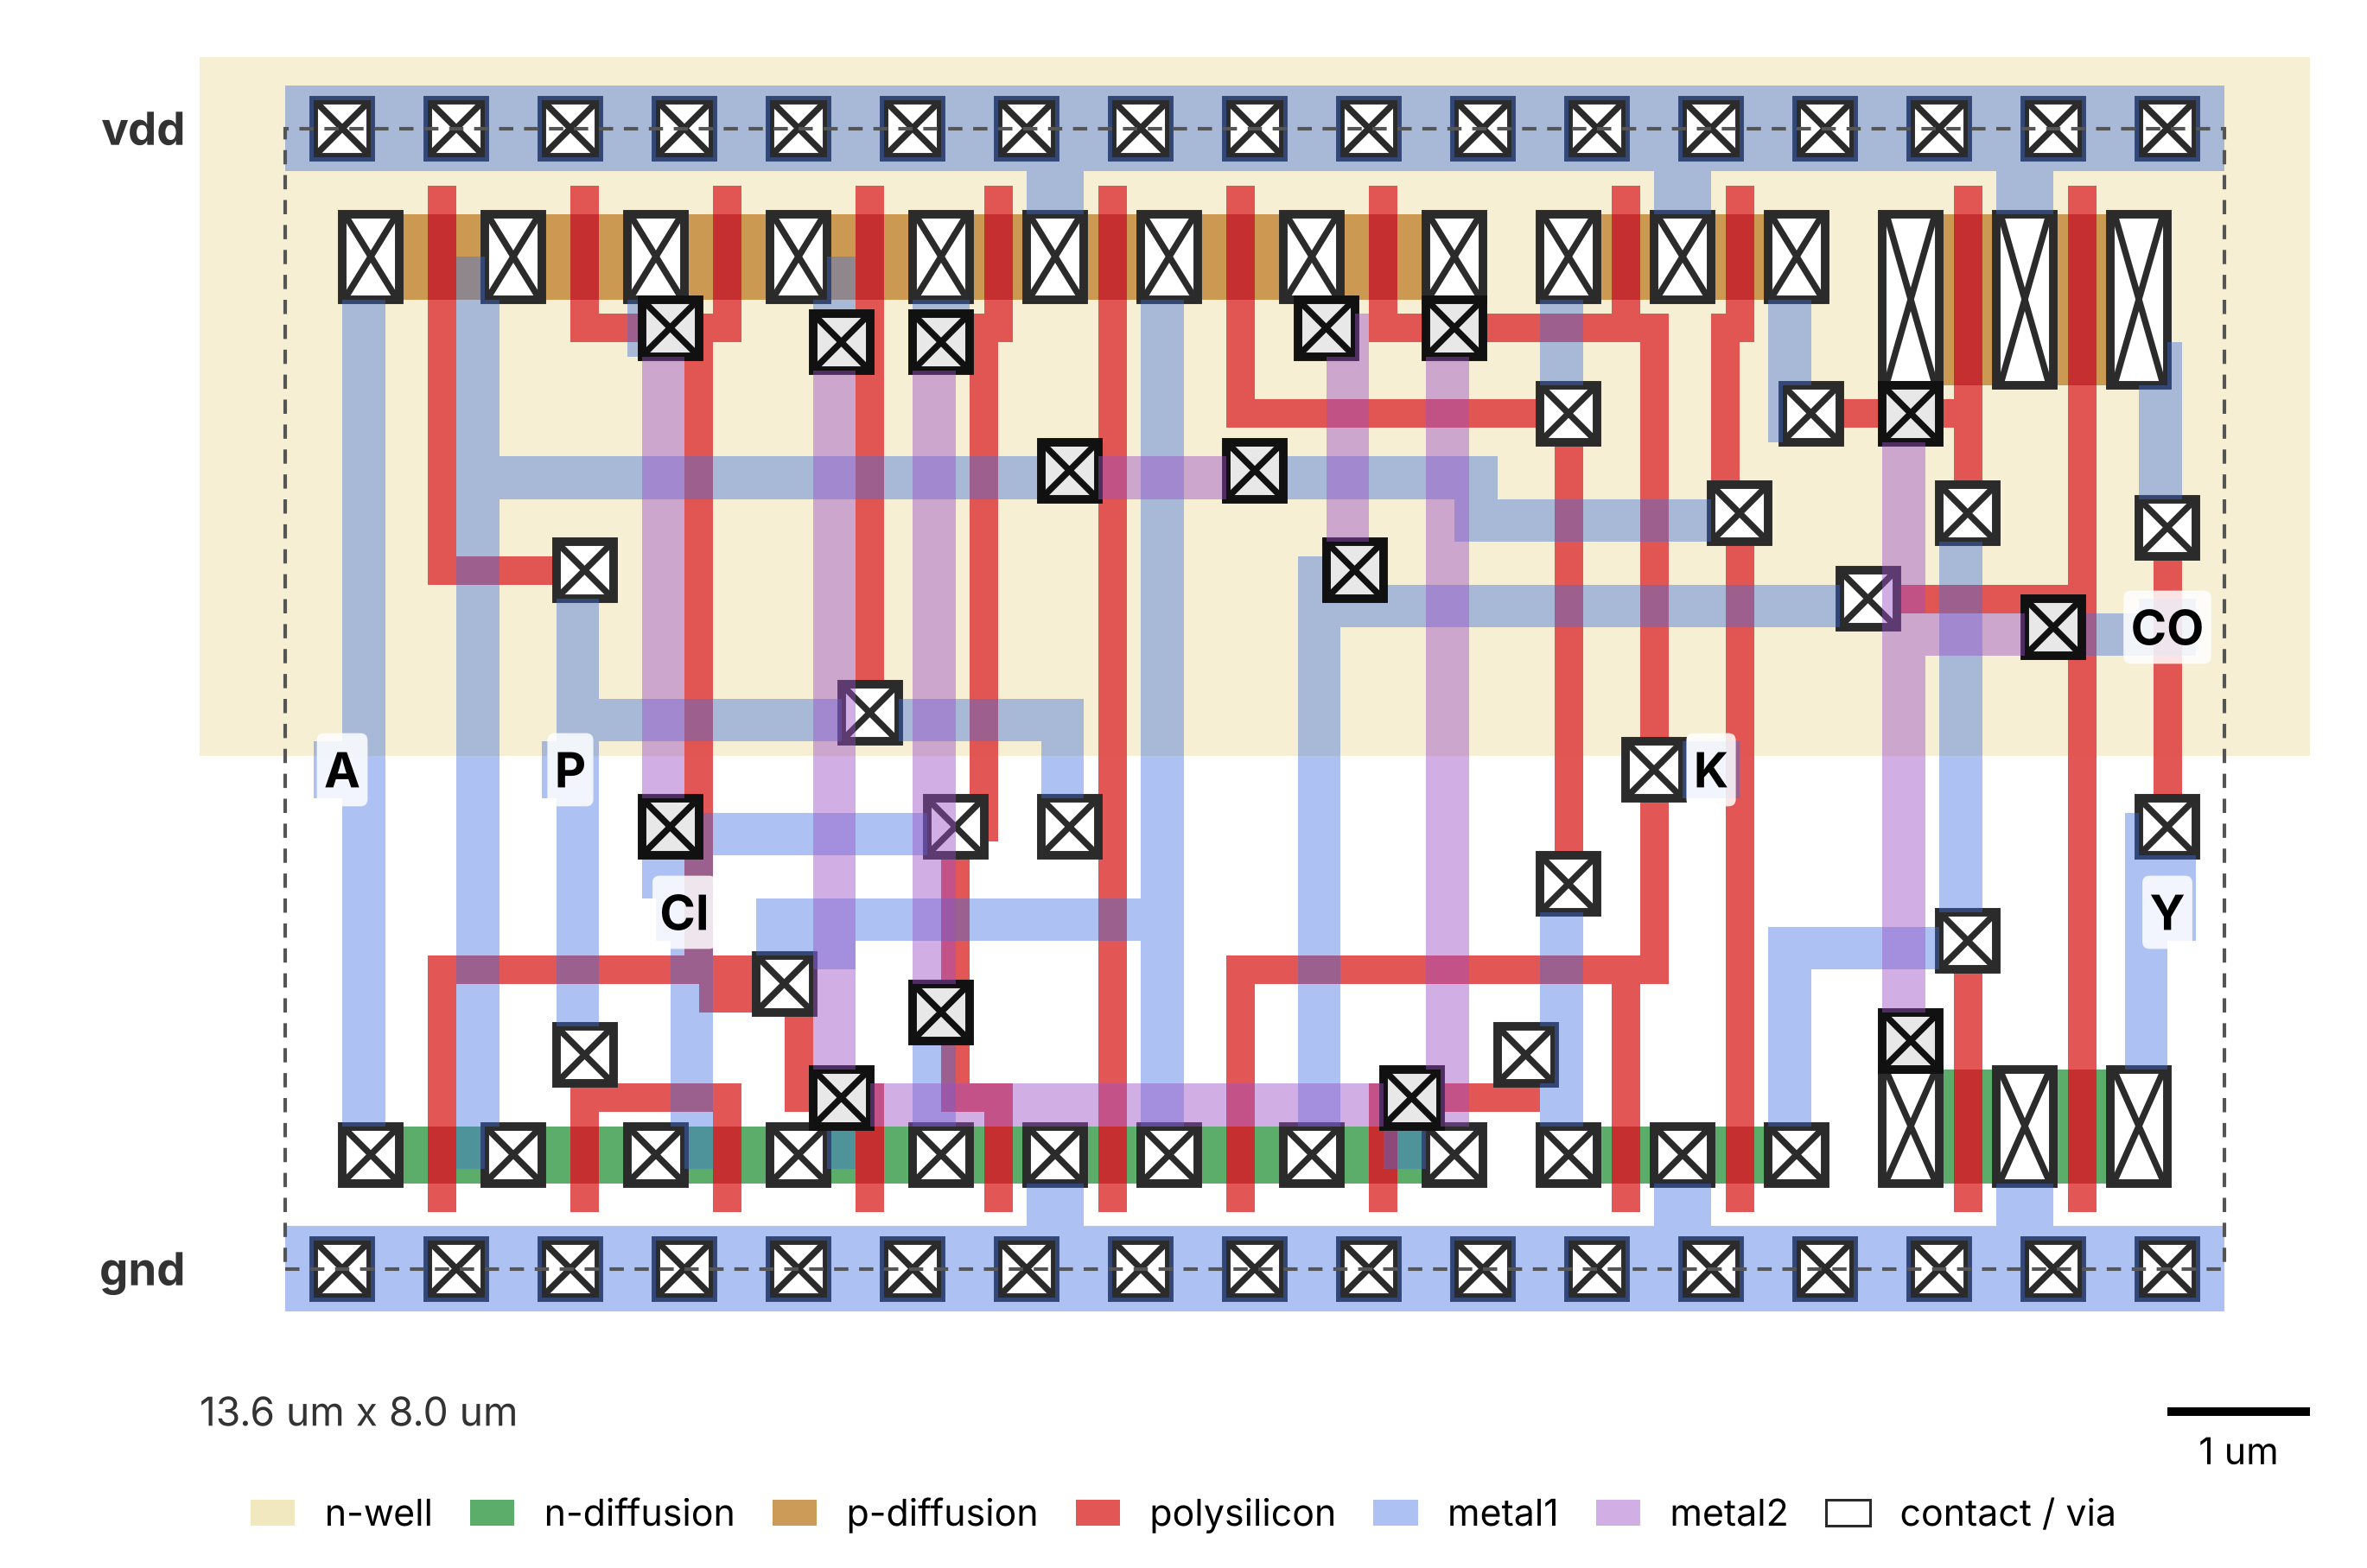 vdd
CO
A
P
K
CI
Y
gnd
13.6 um x 8.0 um
1 um
n-well
n-diffusion
p-diffusion
polysilicon
metal1
metal2
contact / via